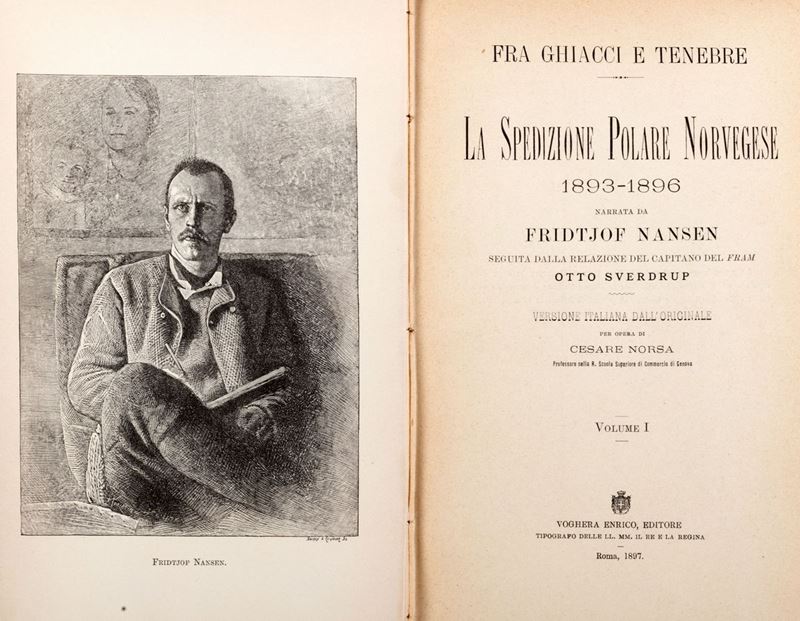 FRIDTJOF NANSEN.
FRA GHIACCI E TENEBRE
LA SPEDIZIONE POLARE NORVEGESE
1893-1896
NARRATA DA
FRIDTJOF NANSEN
SEGUITA DALLA RELAZIONE DEL CAPITANO DEL FRAM
OTTO SVERDRUP
VERSIONE ITALIANA DALL'ORIGINALE
PER OPERA DI
CESARE NORSA
Professore nella R. Scuola Superiore di Commercio di Genova
VOLUME I
VOGHERA ENRICO, EDITORE
TIPOGRAFO DELLE LL. MM. IL RE E LA REGINA
Roma, 1897.